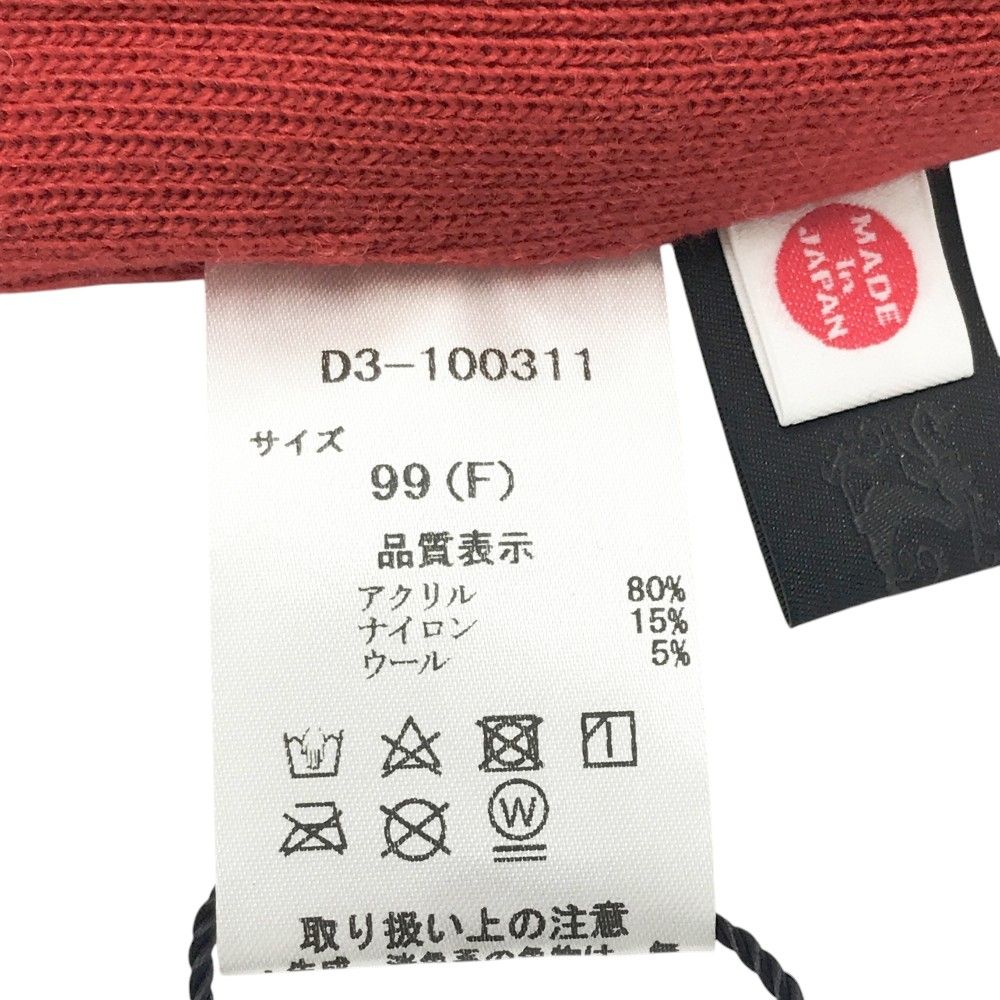 MADE
In
JAPAN
D3-100311
サイズ
99(F)
品質表示
アクリル 80%
ナイロン 15%
ウール 5%
1
W
取り扱い上の注意